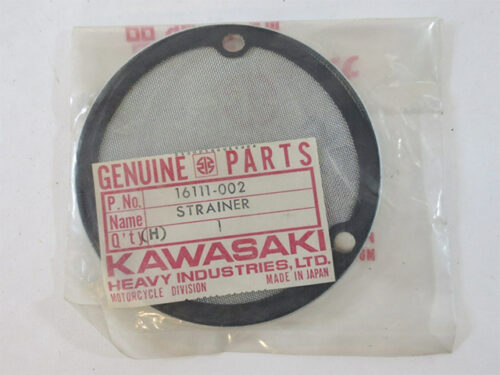 GENUINE PARTS
P. No. 16111-002
Name STRAINER
Q'ty (H) 1
KAWASAKI
HEAVY INDUSTRIES, LTD.
MOTORCYCLE DIVISION MADE IN JAPAN